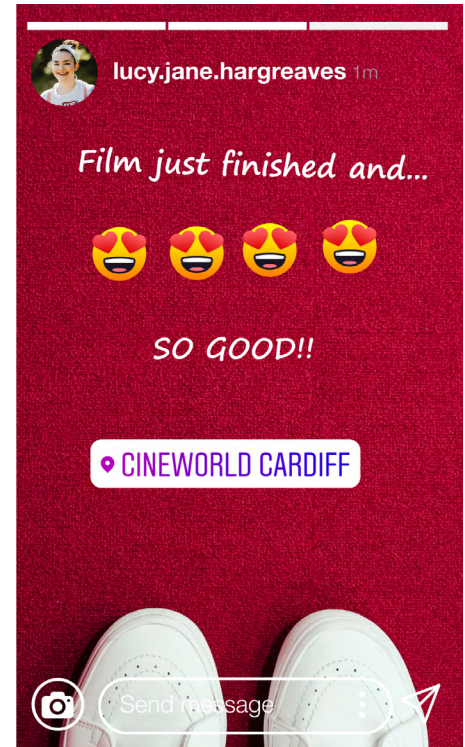 lucy.jane.hargreaves 1m
Film just finished and...
SO GOOD!!
CINEWORLD CARDIFF
Send message